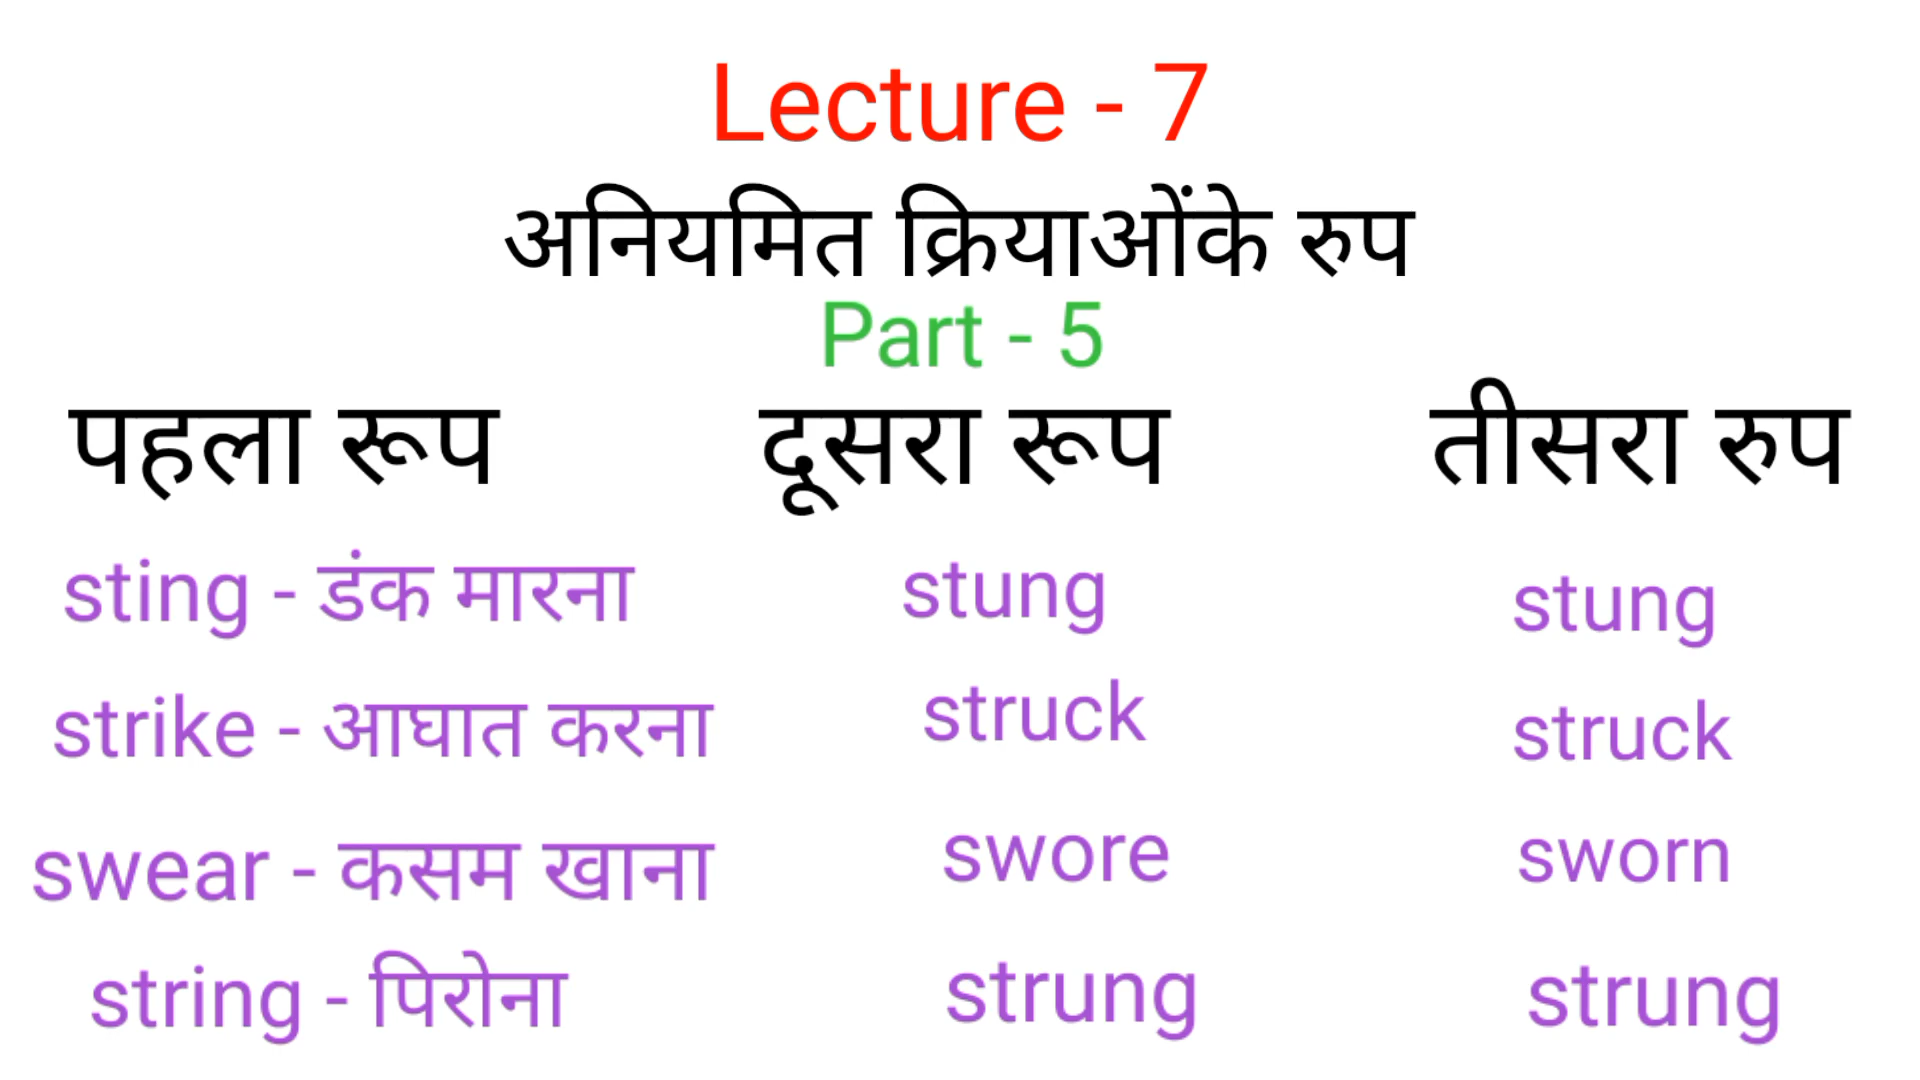 Lecture - 7
अनियमित क्रियाओंके रुप
Part - 5
पहला रूप दूसरा रूप तीसरा रुप
sting - डंक मारना stung stung
strike - आघात करना struck struck
swear - कसम खाना swore sworn
string - पिरोना strung strung